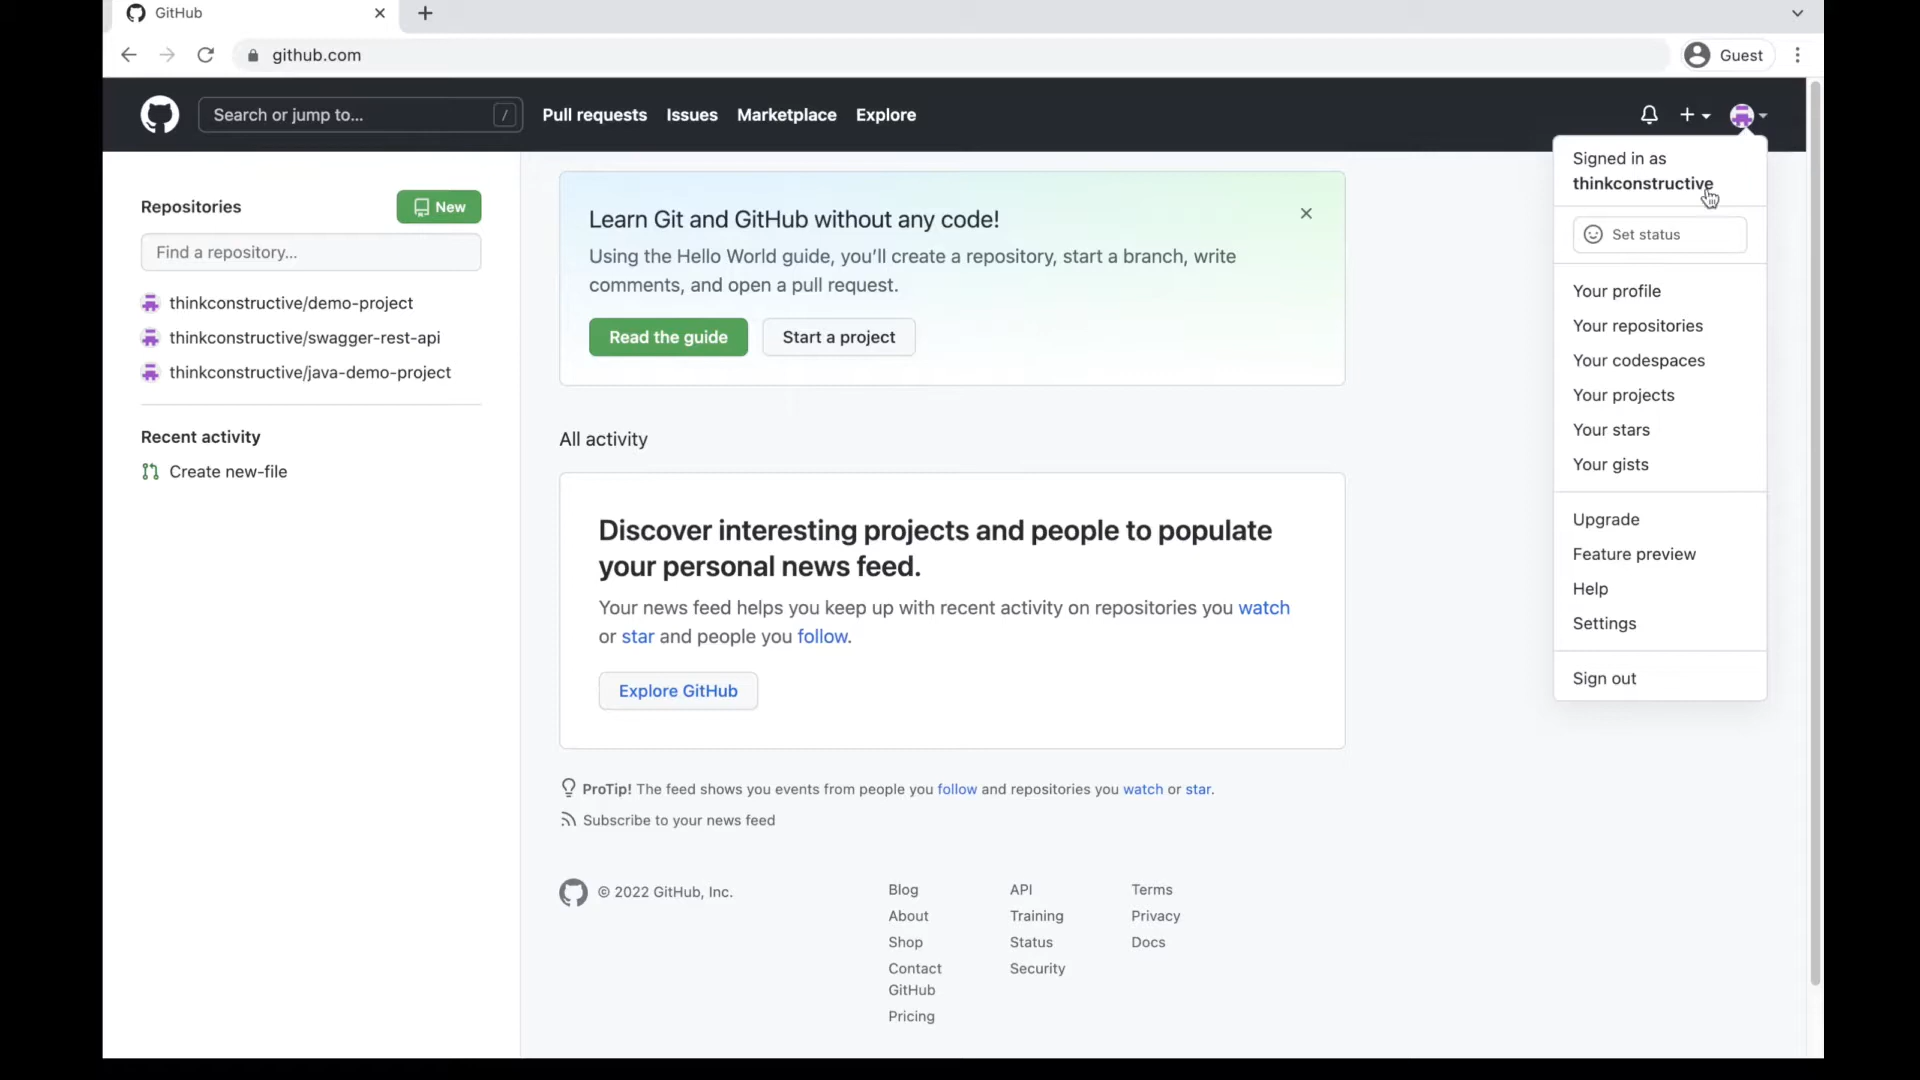 GitHub
github.com
Guest
Search or jump to... /
Pull requests
Issues
Marketplace
Explore
Signed in as
thinkconstructive
Set status
Your profile
Your repositories
Your codespaces
Your projects
Your stars
Your gists
Upgrade
Feature preview
Help
Settings
Sign out
Repositories
New
Find a repository...
thinkconstructive/demo-project
thinkconstructive/swagger-rest-api
thinkconstructive/java-demo-project
Recent activity
Create new-file
Learn Git and GitHub without any code!
Using the Hello World guide, you’ll create a repository, start a branch, write
comments, and open a pull request.
Read the guide
Start a project
All activity
Discover interesting projects and people to populate
your personal news feed.
Your news feed helps you keep up with recent activity on repositories you watch
or star and people you follow.
Explore GitHub
ProTip! The feed shows you events from people you follow and repositories you watch or star.
Subscribe to your news feed
© 2022 GitHub, Inc.
Blog
About
Shop
Contact
GitHub
Pricing
API
Training
Status
Security
Terms
Privacy
Docs